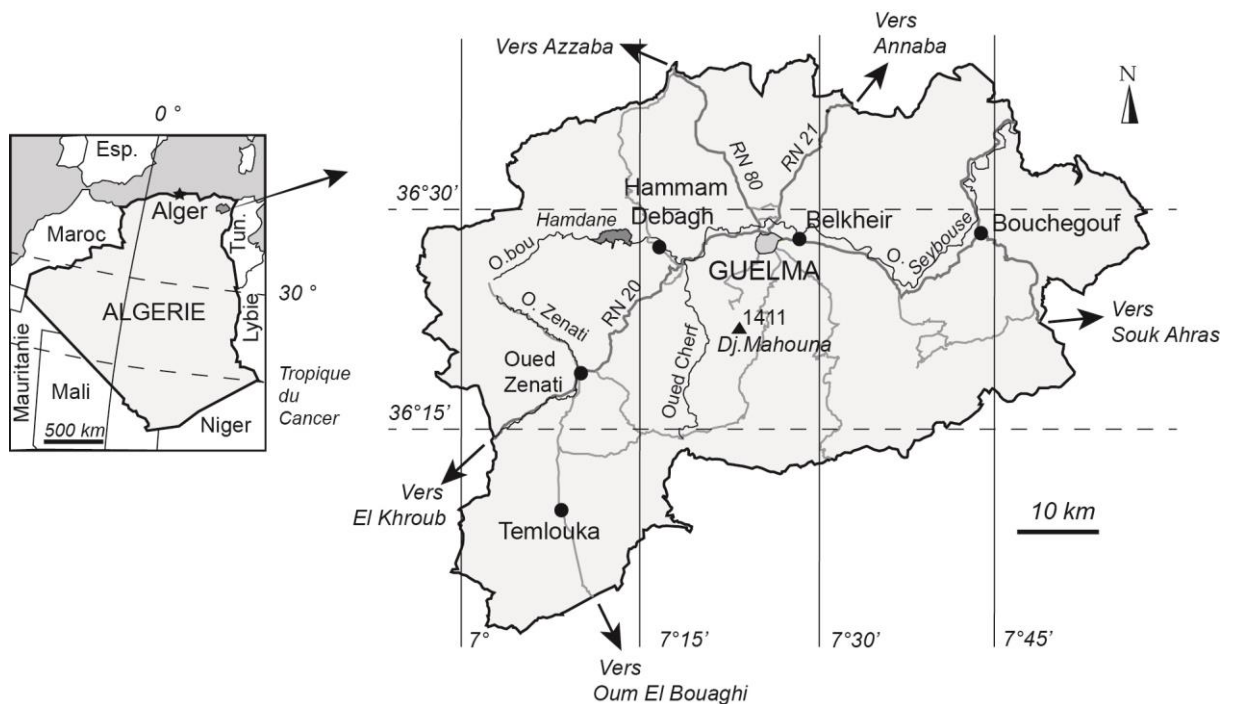 0 °
Esp.
Alger
Maroc
Tun.
30 °
ALGERIE
Lybie
Mauritanie
Mali
Niger
Tropique
du
Cancer
500 km
Vers Azzaba
Vers
Annaba
N
36°30'
RN 80
RN 21
Hammam
Debagh
Hamdane
Belkheir
Bouchegouf
O.bou
GUELMA
O.
Seybouse
O. Zenati
RN 20
1411
Dj.Mahouna
Vers
Souk Ahras
Oued
Zenati
Oued Cherf
36°15'
Vers
El Khroub
Temlouka
10 km
7°
7°15'
7°30'
7°45'
Vers
Oum El Bouaghi